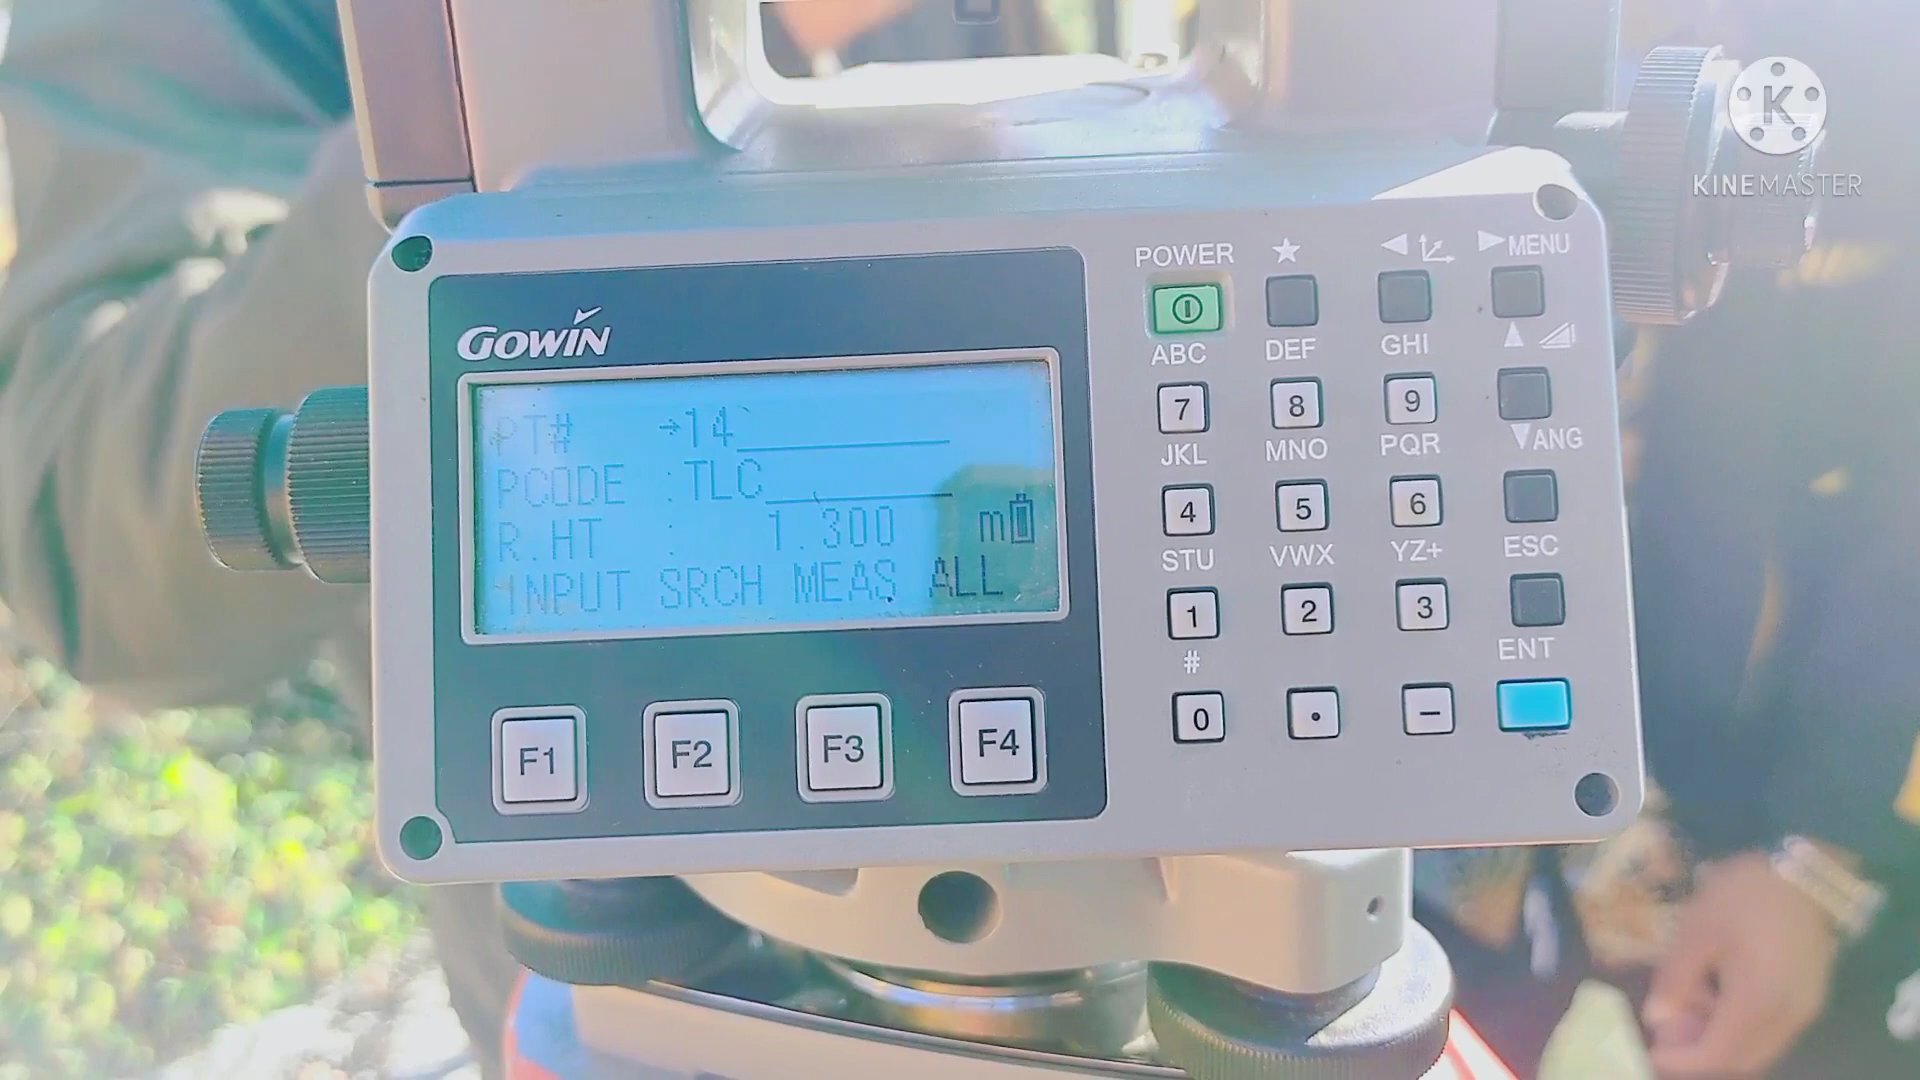 K
KINEMASTER
POWER ★ ◀ ▶MENU
GOWIN
ABC DEF GHI ▲
PT# →14
7 8 9
JKL MNO PQR ▼ANG
PCODE :TLC
4 5 6
R.HT : 1.300 m
STU VWX YZ+ ESC
INPUT SRCH MEAS ALL
1 2 3
# ENT
F1 F2 F3 F4
0 . −